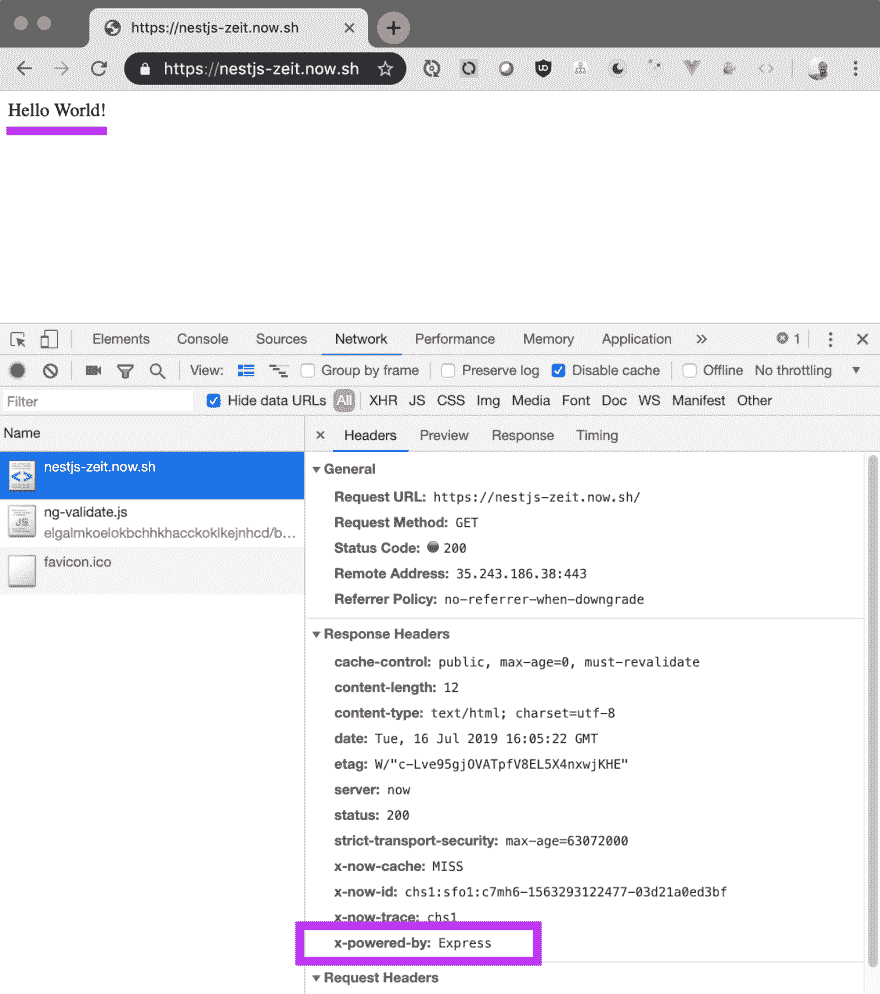 https://nestjs-zeit.now.sh
https://nestjs-zeit.now.sh
Hello World!
Elements Console Sources Network Performance Memory Application » 1
View: Group by frame Preserve log Disable cache Offline No throttling
Filter Hide data URLs All XHR JS CSS Img Media Font Doc WS Manifest Other
Name
Headers Preview Response Timing
nestjs-zeit.now.sh
ng-validate.js
elgalmkoelokbchhkhacckoklkejnhcd/b…
favicon.ico
General
Request URL: https://nestjs-zeit.now.sh/
Request Method: GET
Status Code: 200
Remote Address: 35.243.186.38:443
Referrer Policy: no-referrer-when-downgrade
Response Headers
cache-control: public, max-age=0, must-revalidate
content-length: 12
content-type: text/html; charset=utf-8
date: Tue, 16 Jul 2019 16:05:22 GMT
etag: W/"c-Lve95gjOVATpfV8EL5X4nxwjKHE"
server: now
status: 200
strict-transport-security: max-age=63072000
x-now-cache: MISS
x-now-id: chs1:sfo1:c7mh6-1563293122477-03d21a0ed3bf
x-now-trace: chs1
x-powered-by: Express
Request Headers